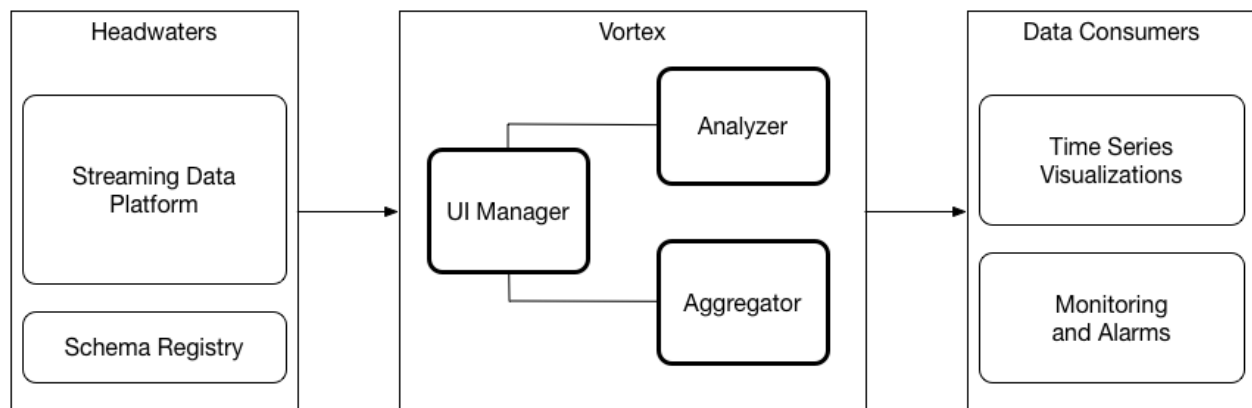 Headwaters
Streaming Data
Platform
Schema Registry
Vortex
UI Manager
Analyzer
Aggregator
Data Consumers
Time Series
Visualizations
Monitoring
and Alarms